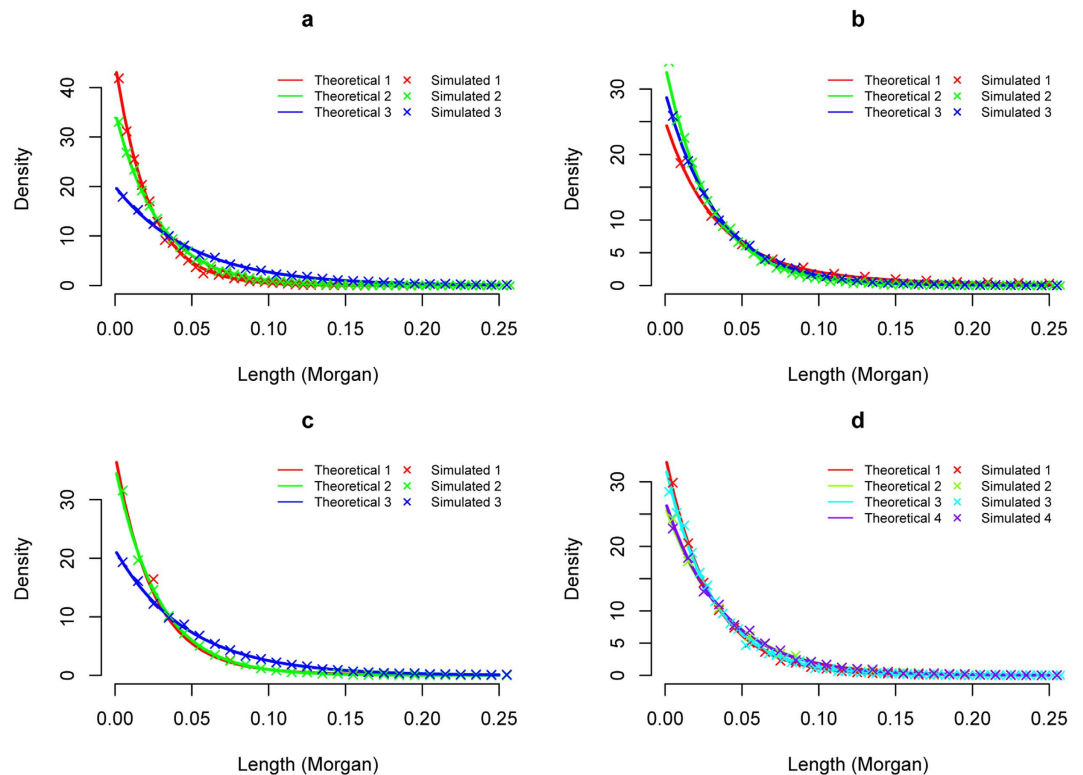 a
Theoretical 1 Simulated 1
Theoretical 2 Simulated 2
Theoretical 3 Simulated 3
Density
40
30
20
10
0
0.00 0.05 0.10 0.15 0.20 0.25
Length (Morgan)
b
Theoretical 1 Simulated 1
Theoretical 2 Simulated 2
Theoretical 3 Simulated 3
Density
30
20
10
5
0
0.00 0.05 0.10 0.15 0.20 0.25
Length (Morgan)
c
Theoretical 1 Simulated 1
Theoretical 2 Simulated 2
Theoretical 3 Simulated 3
Density
30
20
10
0
0.00 0.05 0.10 0.15 0.20 0.25
Length (Morgan)
d
Theoretical 1 Simulated 1
Theoretical 2 Simulated 2
Theoretical 3 Simulated 3
Theoretical 4 Simulated 4
Density
30
20
10
5
0
0.00 0.05 0.10 0.15 0.20 0.25
Length (Morgan)